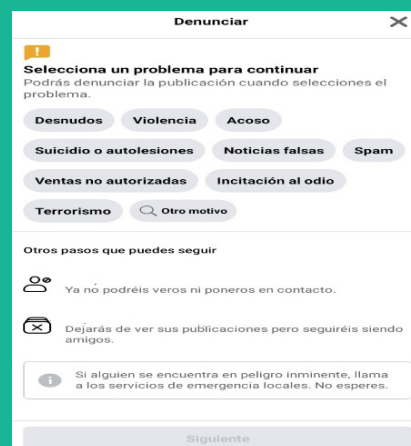 Denunciar
Selecciona un problema para continuar
Podrás denunciar la publicación cuando selecciones el
problema.
Desnudos Violencia Acoso
Suicidio o autolesiones Noticias falsas Spam
Ventas no autorizadas Incitación al odio
Terrorismo Otro motivo
Otros pasos que puedes seguir
Ya no podréis veros ni poneros en contacto.
Dejarás de ver sus publicaciones pero seguiréis siendo
amigos.
Si alguien se encuentra en peligro inminente, llama
a los servicios de emergencia locales. No esperes.
Siguiente